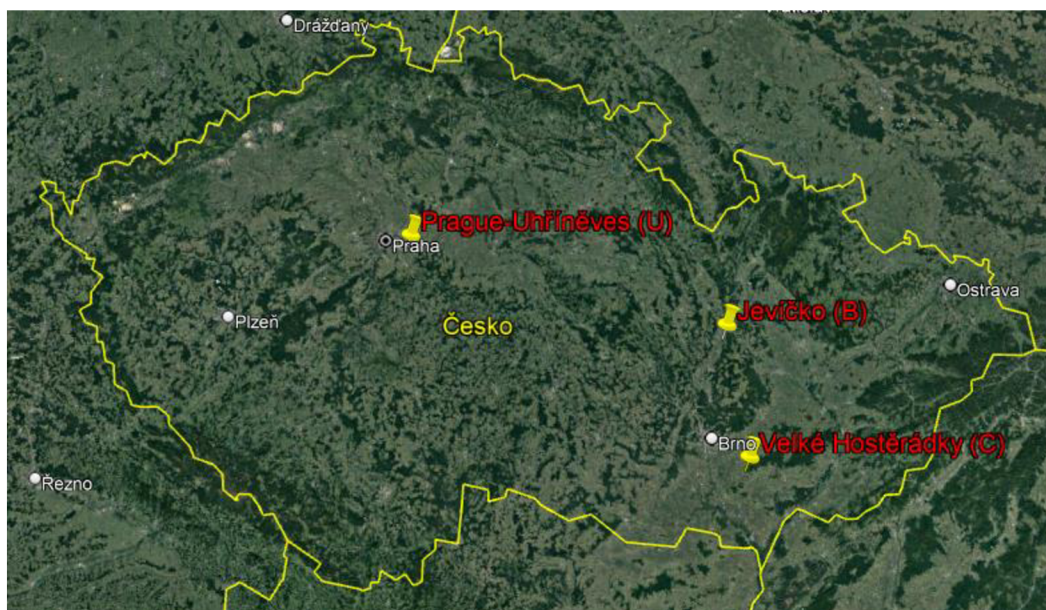 Drážďany
Prague-Uhříněves (U)
Praha
Ostrava
Jevíčko (B)
Plzeň
Česko
Brno
Velké Hostěrádky (C)
Řezno